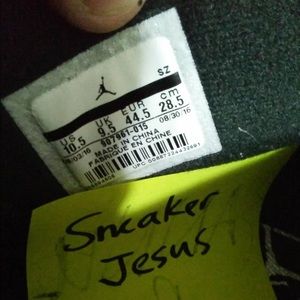 SZ
US UK EUR cm
10.5 9.5 44.5 28.5
08/30/16
MADE IN CHINA
FABRIQUE EN CHINE
Sneaker
Jesus